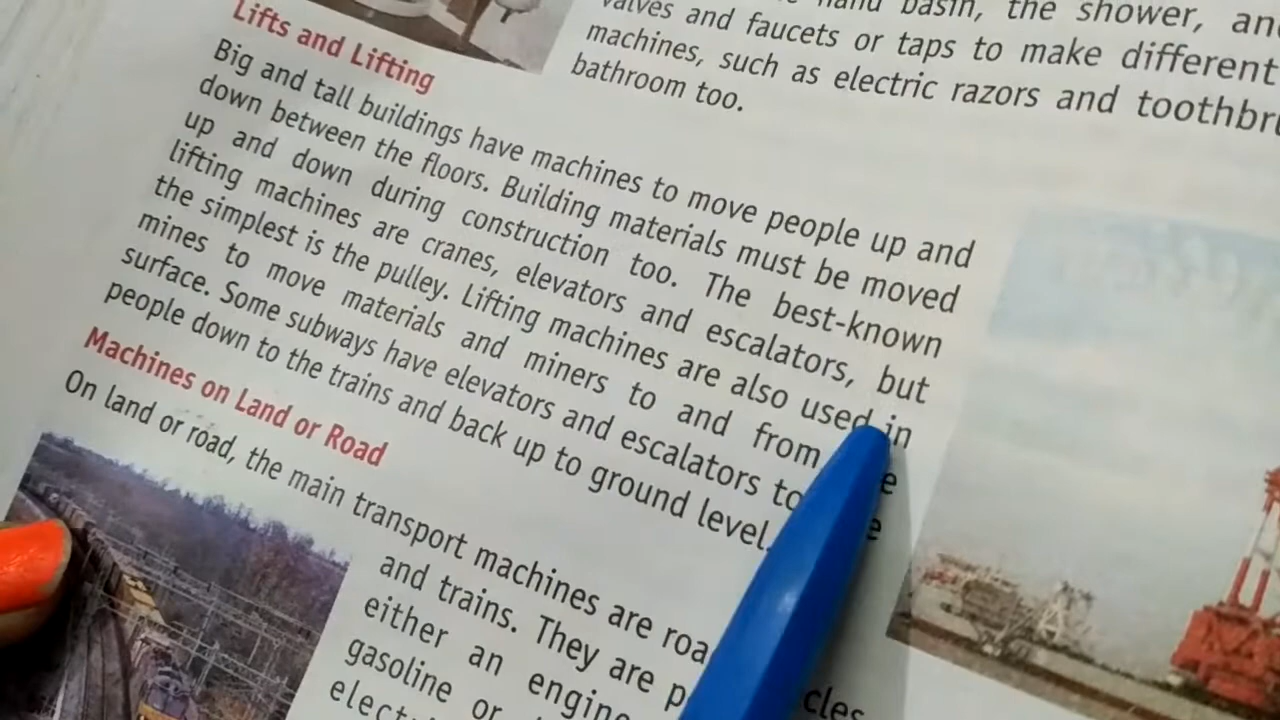 hand basin, the shower, and
valves and faucets or taps to make different
machines, such as electric razors and
bathroom too.
Lifts and Lifting
Big and tall buildings have machines to move people up and
down between the floors. Building materials must be moved
up and down during construction too. The best-known
lifting machines are cranes, elevators and escalators, but
the simplest is the pulley. Lifting machines are also used in
mines to move materials and miners to and from
surface. Some subways have elevators and escalators to
people down to the trains and back up to ground level.
Machines on Land or Road
On land or road, the main transport machines are
and trains. They are
either an engine
gasoline or